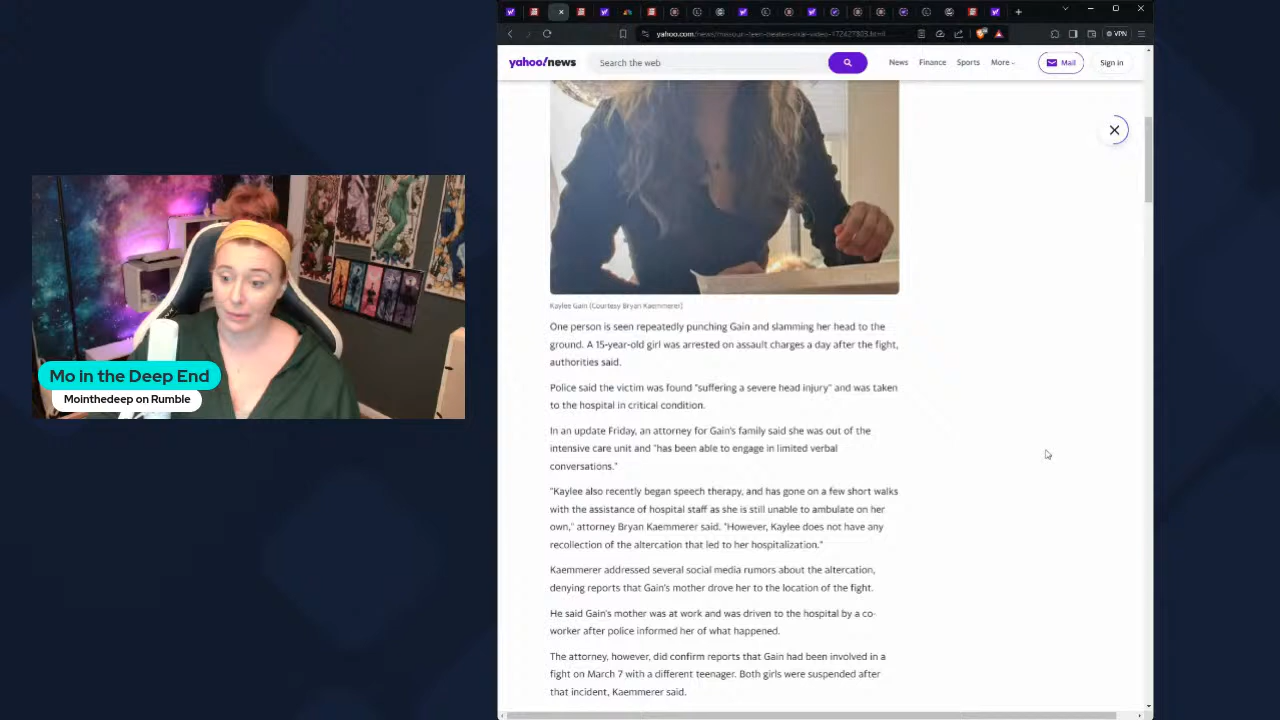 yahoo/news
Search the web
News
Finance
Sports
More
Mail
Sign in
VPN
Kaylee Gain (Courtesy Bryan Kaemmerer)
One person is seen repeatedly punching Gain and slamming her head to the
ground. A 15-year-old girl was arrested on assault charges a day after the fight,
authorities said.
Police said the victim was found "suffering a severe head injury" and was taken
to the hospital in critical condition.
In an update Friday, an attorney for Gain's family said she was out of the
intensive care unit and "has been able to engage in limited verbal
conversations."
"Kaylee also recently began speech therapy, and has gone on a few short walks
with the assistance of hospital staff as she is still unable to ambulate on her
own," attorney Bryan Kaemmerer said. "However, Kaylee does not have any
recollection of the altercation that led to her hospitalization."
Kaemmerer addressed several social media rumors about the altercation,
denying reports that Gain's mother drove her to the location of the fight.
He said Gain's mother was at work and was driven to the hospital by a co-
worker after police informed her of what happened.
The attorney, however, did confirm reports that Gain had been involved in a
fight on March 7 with a different teenager. Both girls were suspended after
that incident, Kaemmerer said.
Mo in the Deep End
Mointhedeep on Rumble